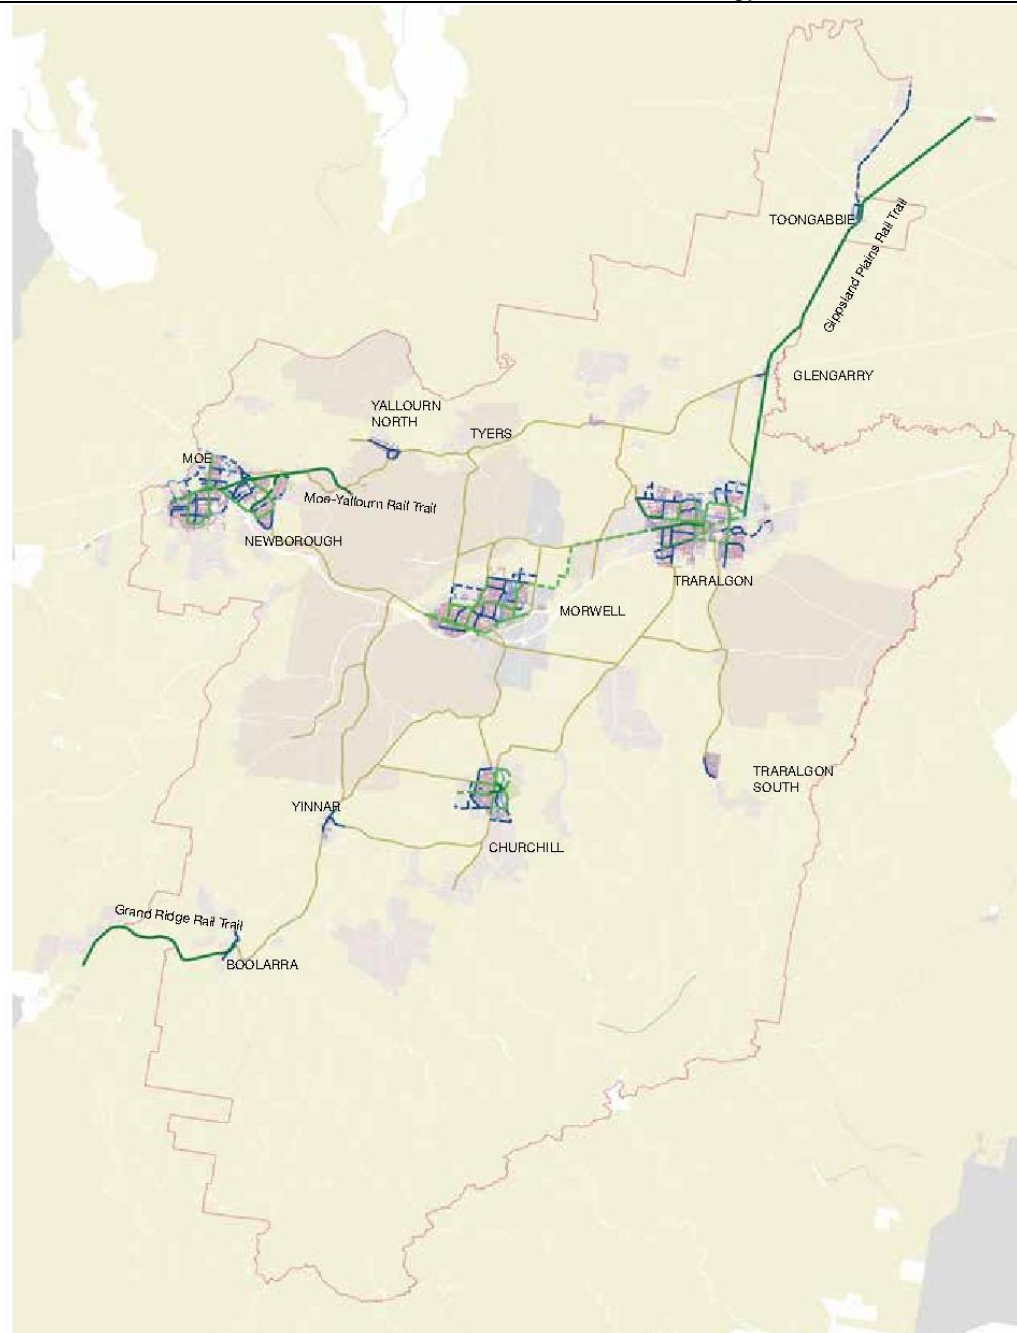 TOONGABBIE
Gippsland Plains Rail Trail
GLENGARRY
YALLOURN
NORTH
TYERS
MOE
Moe-Yallourn Rail Trail
NEWBOROUGH
TRARALGON
MORWELL
TRARALGON
SOUTH
YINNAR
CHURCHILL
Grand Ridge Rail Trail
BOOLARRA